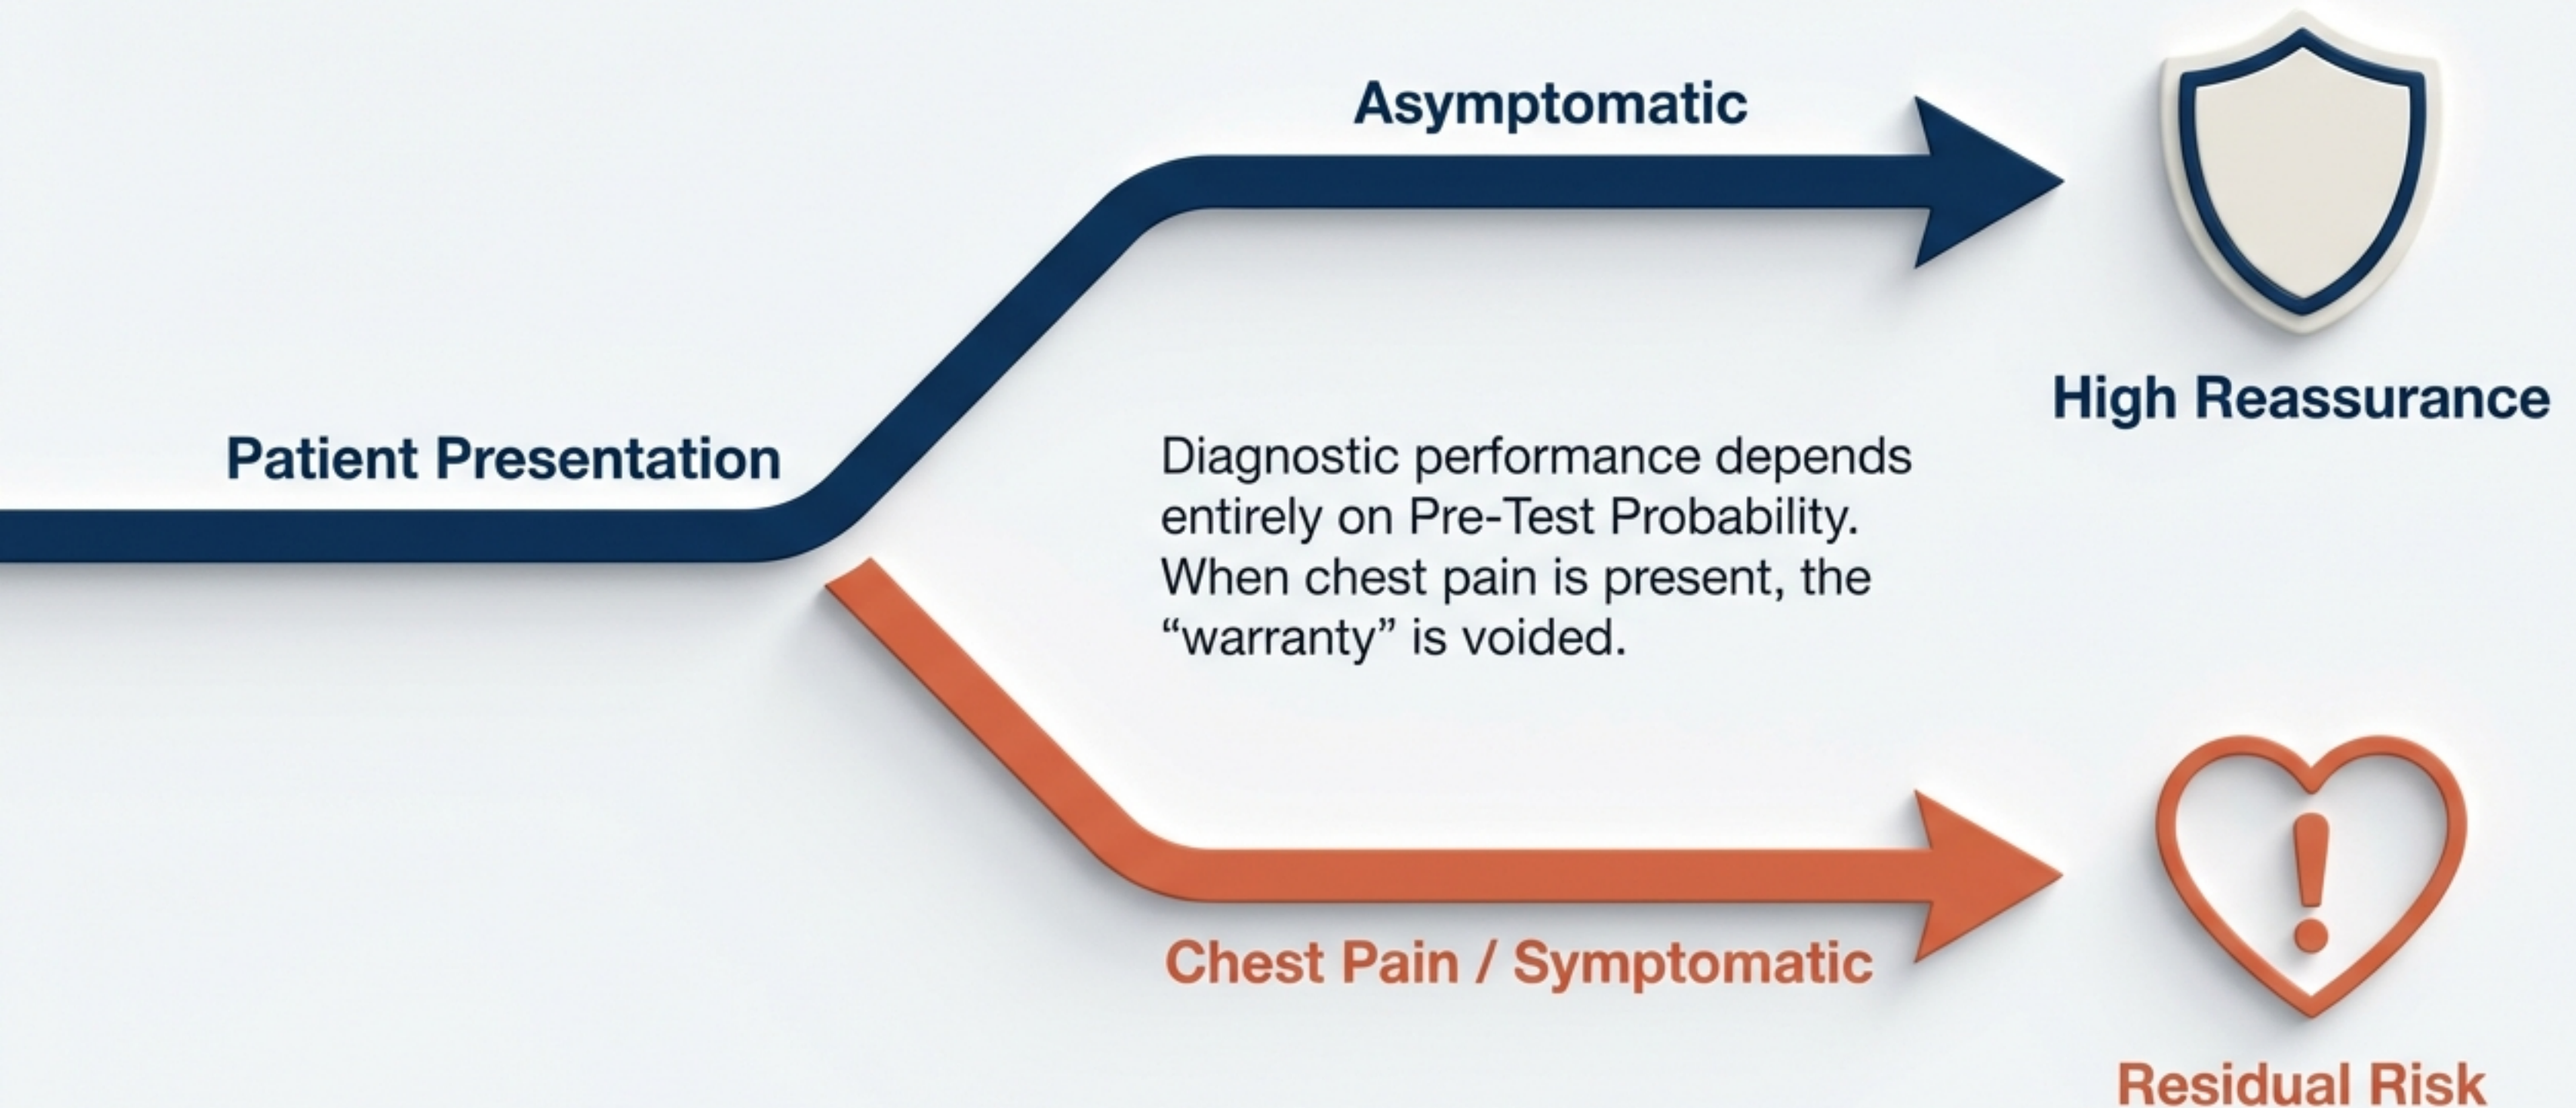 Asymptomatic
High Reassurance
Patient Presentation
Diagnostic performance depends
entirely on Pre-Test Probability.
When chest pain is present, the
“warranty” is voided.
Chest Pain / Symptomatic
Residual Risk